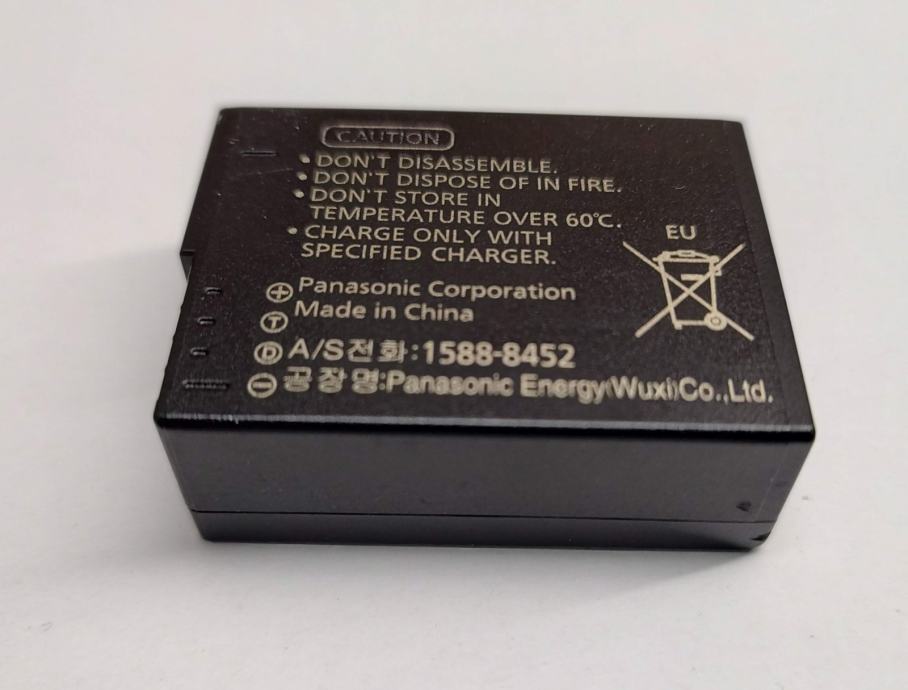 CAUTION
• DON'T DISASSEMBLE.
• DON'T DISPOSE OF IN FIRE.
• DON'T STORE IN
TEMPERATURE OVER 60℃.
• CHARGE ONLY WITH
SPECIFIED CHARGER.
EU
⊕ Panasonic Corporation
Ⓣ Made in China
Ⓓ A/S전화:1588-8452
⊖ 공장명:Panasonic Energy(Wuxi)Co.,Ltd.